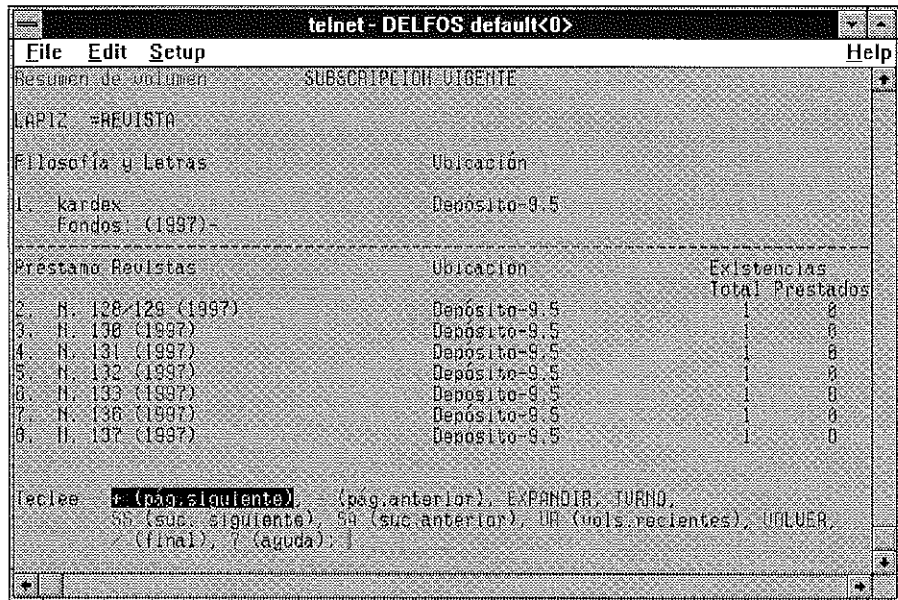 telnet - DELFOS default<0>
File Edit Setup Help
Resumen de volumen SUBSCRIPCION VIGENTE
LAPIZ =REVISTA
Filosofía y Letras Ubicación
1. kardex Depósito-9.5
Fondos: (1997)-
Préstamo Revistas Ubicación Existencias
Total Prestados
2. N. 128/129 (1997) Depósito-9.5 1 0
3. N. 130 (1997) Depósito-9.5 1 0
4. N. 131 (1997) Depósito-9.5 1 0
5. N. 132 (1997) Depósito-9.5 1 0
6. N. 133 (1997) Depósito-9.5 1 0
7. N. 136 (1997) Depósito-9.5 1 0
8. N. 137 (1997) Depósito-9.5 1 0
Teclee + (pág.siguiente), - (pág.anterior), EXPANDIR, TURNO,
SS (suc. siguiente), SA (suc.anterior), VR (vols.recientes), VOLVER,
/ (final), ? (ayuda):